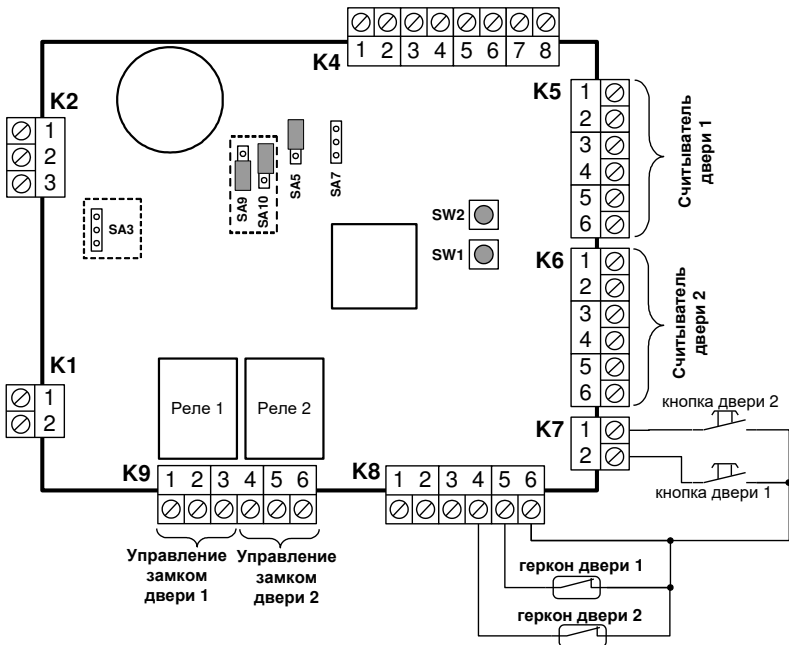 K4
1 2 3 4 5 6 7 8
K2
1
2
3
K5
1
2
3
4
5
6
Считыватель
двери 1
SA9
SA10
SA5
SA7
SA3
SW2
SW1
K6
1
2
3
4
5
6
Считыватель
двери 2
K1
1
2
Реле 1
Реле 2
K7
1
2
кнопка двери 2
кнопка двери 1
K9
1 2 3 4 5 6
K8
1 2 3 4 5 6
Управление
замком
двери 1
Управление
замком
двери 2
геркон двери 1
геркон двери 2